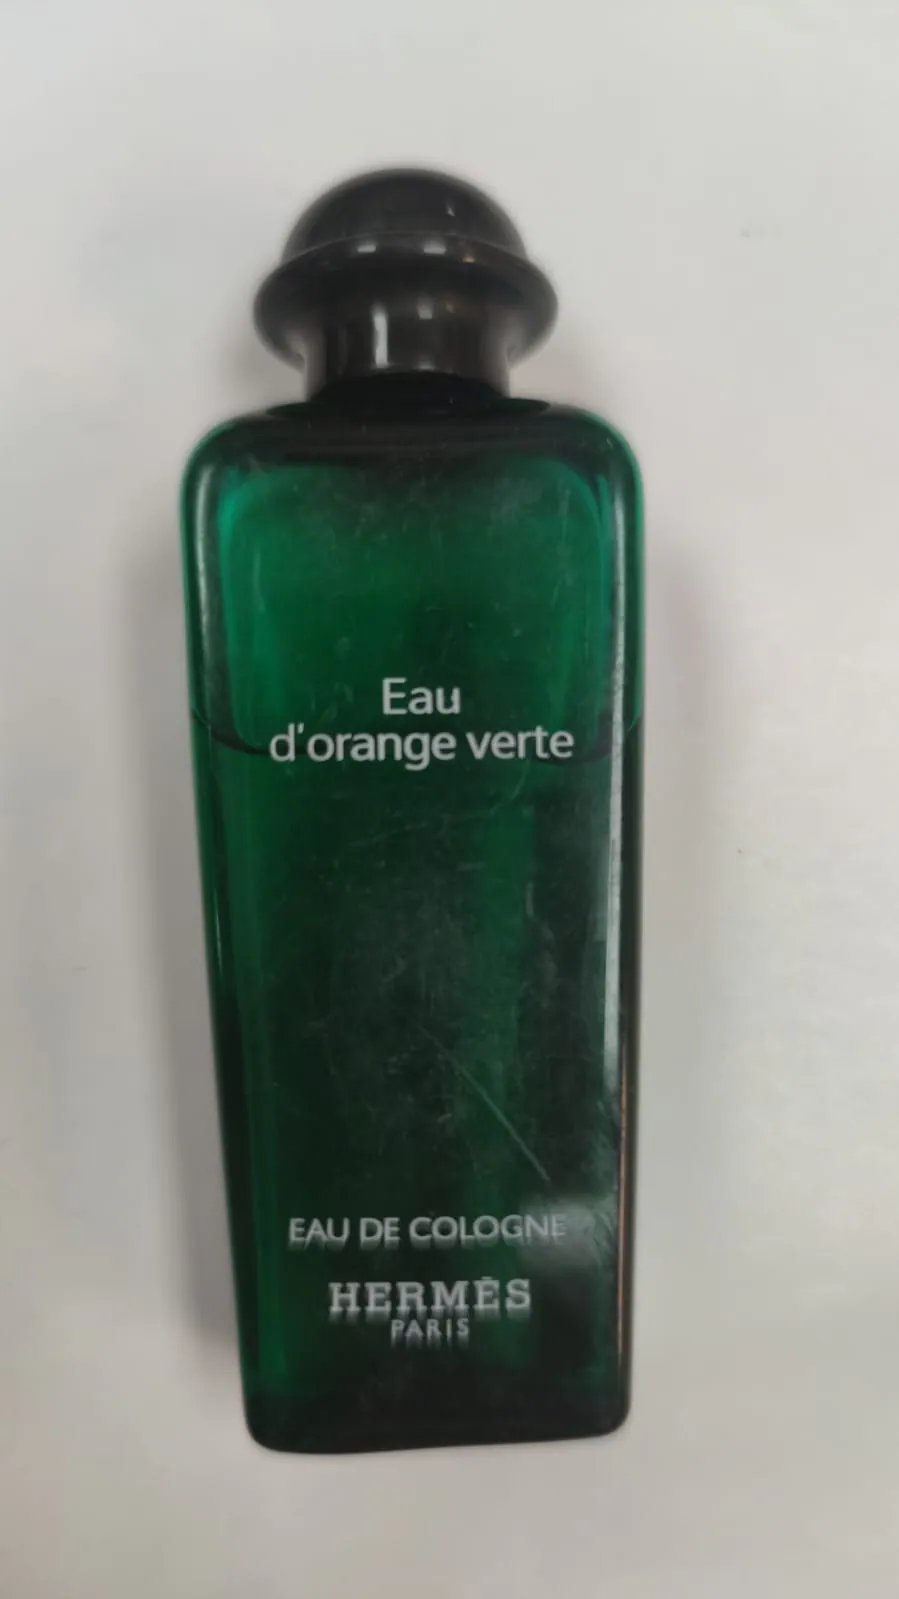 Eau
d'orange verte
EAU DE COLOGNE
HERMÈS
PARIS